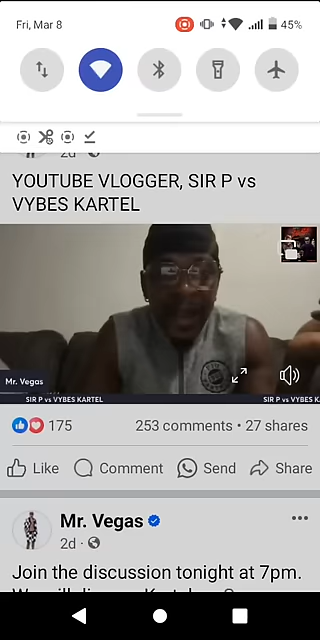 Fri, Mar 8
45%
2d
YOUTUBE VLOGGER, SIR P vs
VYBES KARTEL
Mr. Vegas
SIR P vs VYBES KARTEL
SIR P vs VYBES K
175
253 comments • 27 shares
Like
Comment
Send
Share
Mr. Vegas
2d ·
Join the discussion tonight at 7pm.